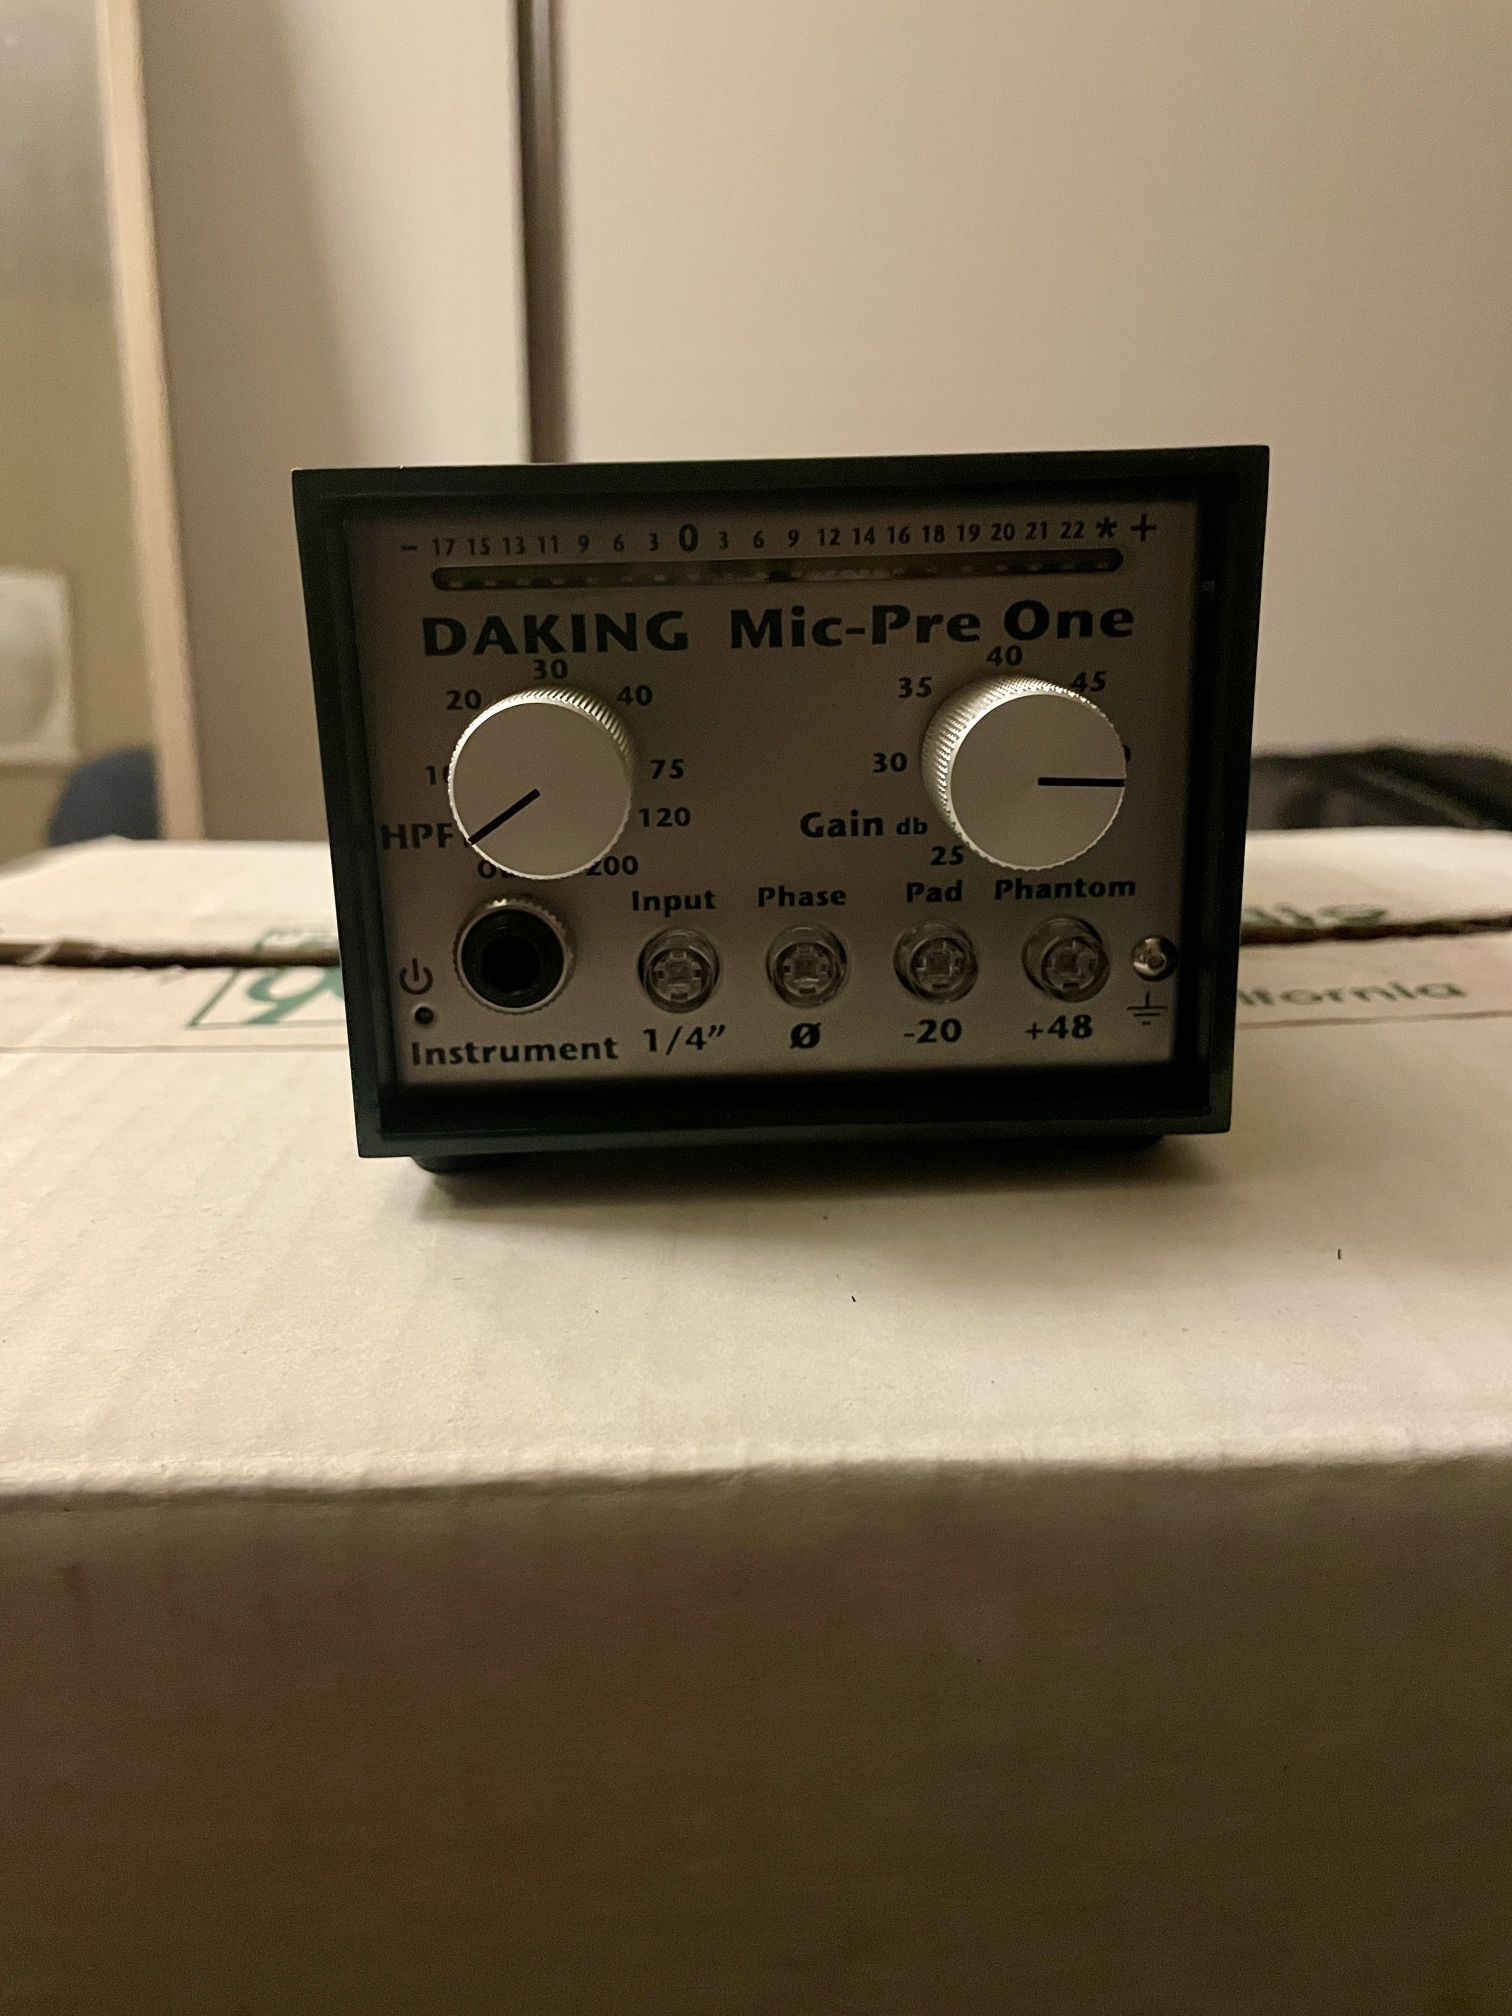 − 17 15 13 11 9 6 3 0 3 6 9 12 14 16 18 19 20 21 22 * +
DAKING Mic-Pre One
30
20 40
75
HPF
120
200
40
35 45
30
Gain db
25
Input Phase Pad Phantom
Instrument 1/4” Ø -20 +48